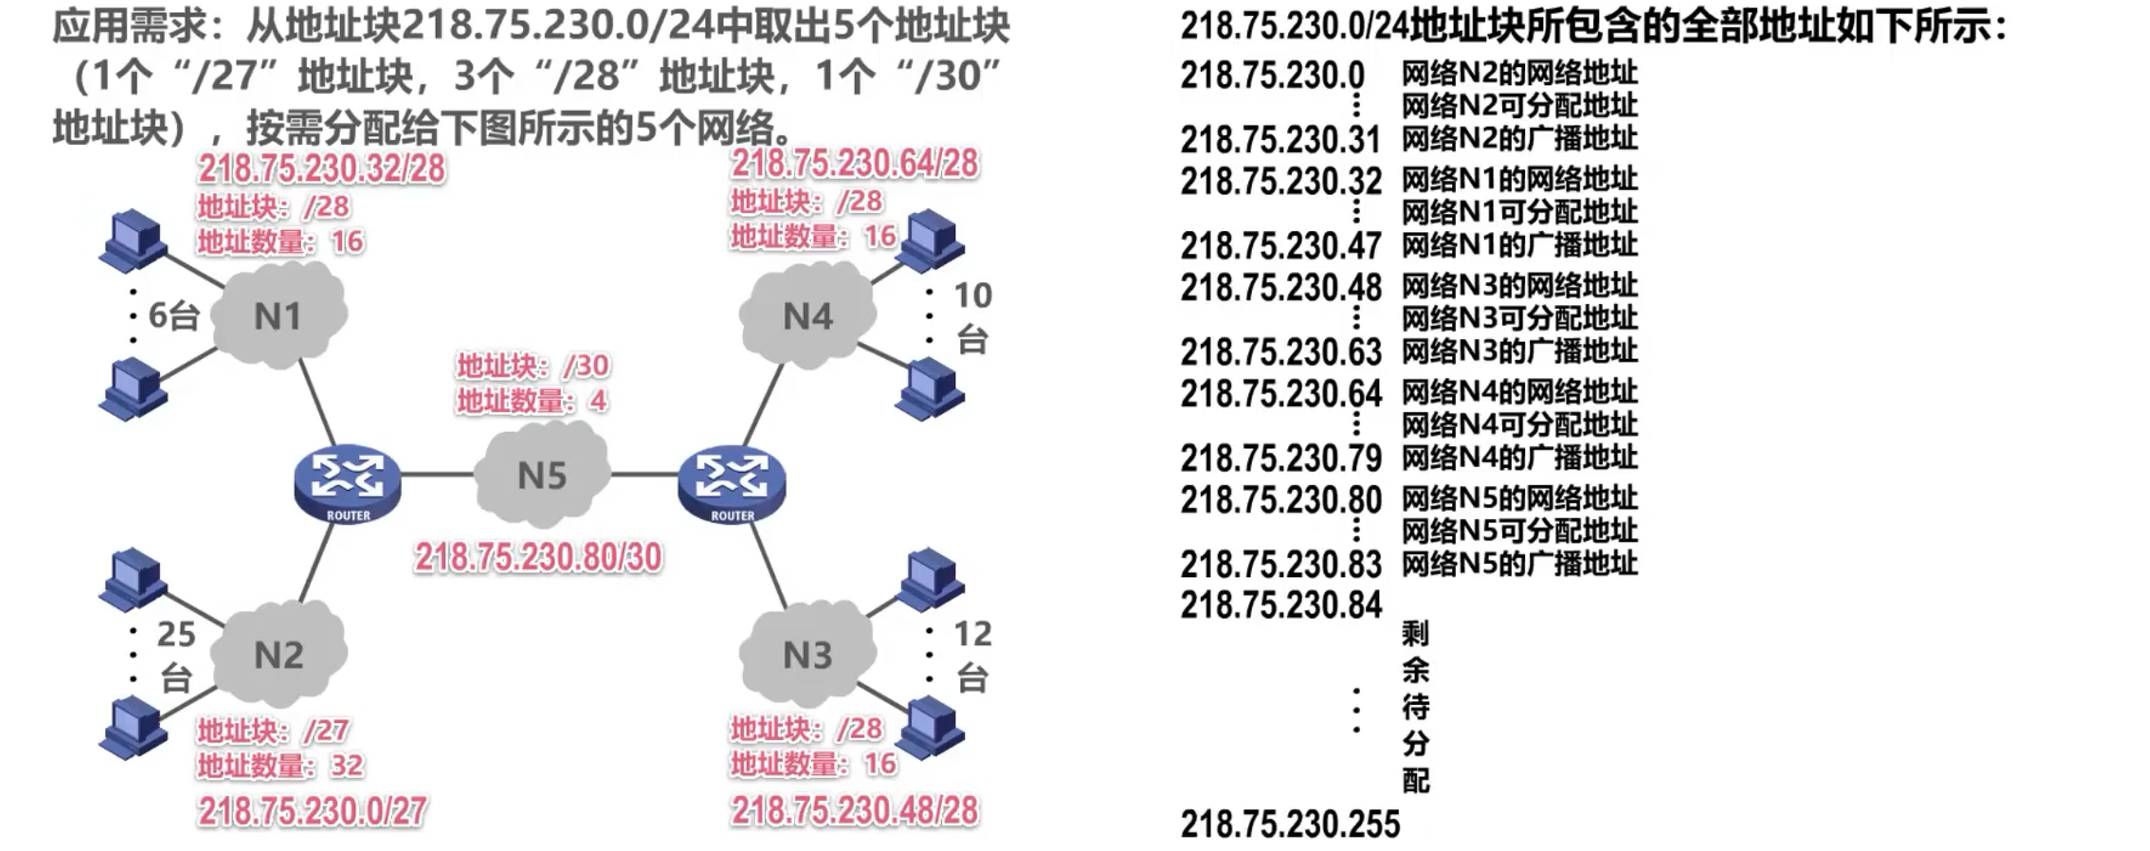 应用需求：从地址块218.75.230.0/24中取出5个地址块
（1个“/27”地址块，3个“/28”地址块，1个“/30”
地址块），按需分配给下图所示的5个网络。
218.75.230.32/28
地址块：/28
地址数量：16
6台
N1
218.75.230.64/28
地址块：/28
地址数量：16
N4
10
台
地址块：/30
地址数量：4
N5
ROUTER
ROUTER
218.75.230.80/30
25
台
N2
地址块：/27
地址数量：32
218.75.230.0/27
N3
12
台
地址块：/28
地址数量：16
218.75.230.48/28
218.75.230.0/24地址块所包含的全部地址如下所示：
218.75.230.0 网络N2的网络地址
网络N2可分配地址
218.75.230.31 网络N2的广播地址
218.75.230.32 网络N1的网络地址
网络N1可分配地址
218.75.230.47 网络N1的广播地址
218.75.230.48 网络N3的网络地址
网络N3可分配地址
218.75.230.63 网络N3的广播地址
218.75.230.64 网络N4的网络地址
网络N4可分配地址
218.75.230.79 网络N4的广播地址
218.75.230.80 网络N5的网络地址
网络N5可分配地址
218.75.230.83 网络N5的广播地址
218.75.230.84
剩
余
待
分
配
218.75.230.255